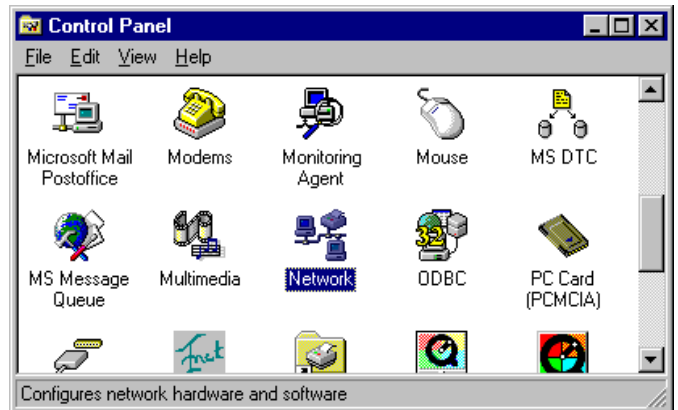 Control Panel
File Edit View Help
Microsoft Mail
Postoffice
Modems
Monitoring
Agent
Mouse
MS DTC
MS Message
Queue
Multimedia
Network
32
ODBC
PC Card
(PCMCIA)
Configures network hardware and software